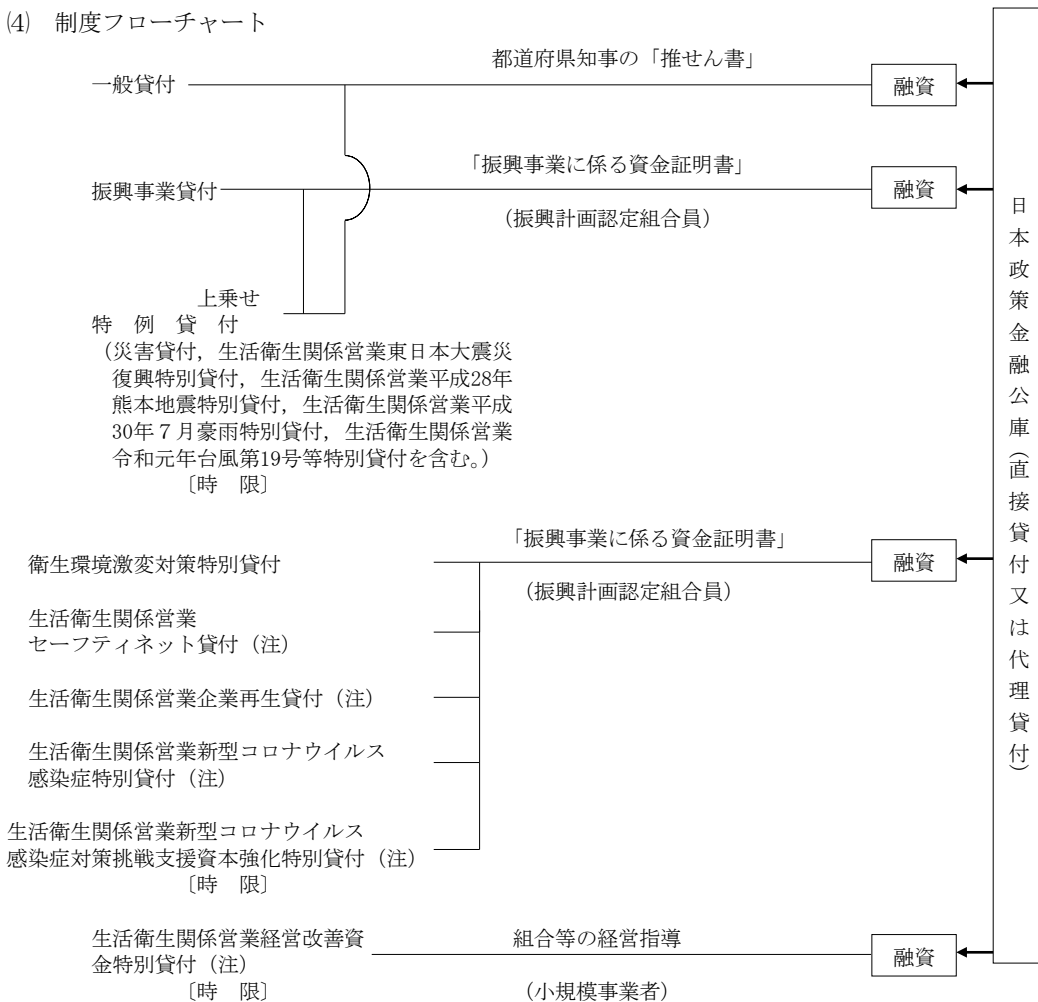 ⑷ 制度フローチャート
都道府県知事の「推せん書」
一般貸付
融資
「振興事業に係る資金証明書」
振興事業貸付
融資
(振興計画認定組合員)
上乗せ
特 例 貸 付
(災害貸付，生活衛生関係営業東日本大震災
復興特別貸付，生活衛生関係営業平成28年
熊本地震特別貸付，生活衛生関係営業平成
30年７月豪雨特別貸付，生活衛生関係営業
令和元年台風第19号等特別貸付を含む。)
〔時 限〕
「振興事業に係る資金証明書」
衛生環境激変対策特別貸付
融資
(振興計画認定組合員)
生活衛生関係営業
セーフティネット貸付（注）
生活衛生関係営業企業再生貸付（注）
生活衛生関係営業新型コロナウイルス
感染症特別貸付（注）
生活衛生関係営業新型コロナウイルス
感染症対策挑戦支援資本強化特別貸付（注）
〔時 限〕
生活衛生関係営業経営改善資
金特別貸付（注）
〔時 限〕
組合等の経営指導
融資
(小規模事業者)
日本政策金融公庫(直接貸付又は代理貸付)